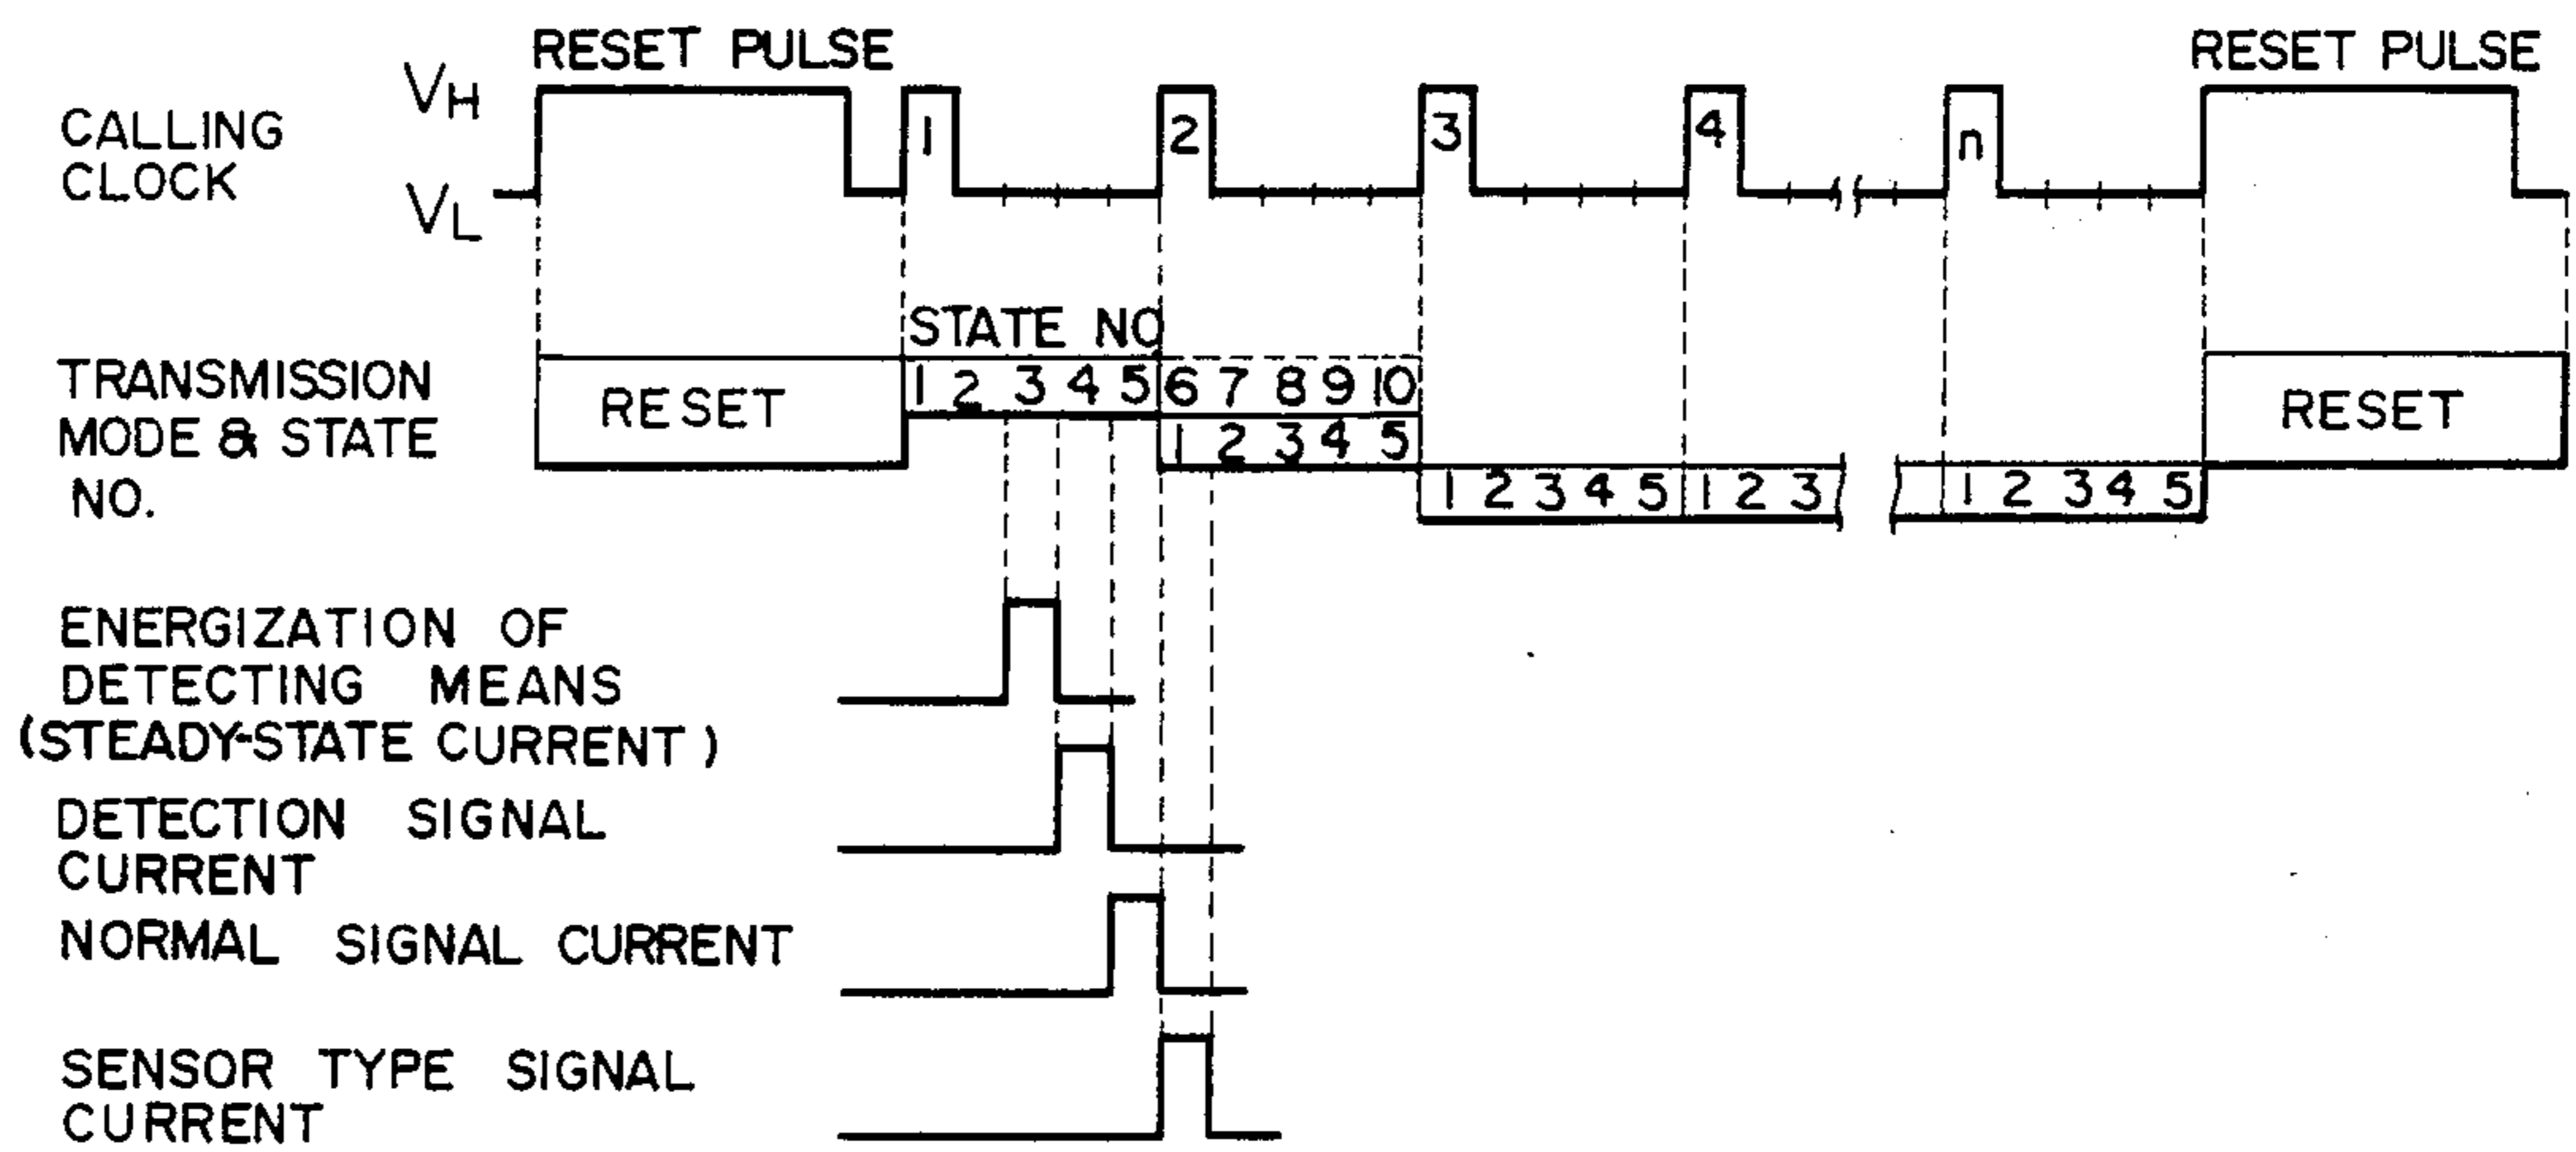 RESET PULSE
RESET PULSE
VH
CALLING
CLOCK
VL
1 2 3 4 n
STATE NO
TRANSMISSION
MODE & STATE
NO.
RESET
1 2 3 4 5 6 7 8 9 10
1 2 3 4 5
1 2 3 4 5 1 2 3
1 2 3 4 5
RESET
ENERGIZATION OF
DETECTING MEANS
(STEADY-STATE CURRENT)
DETECTION SIGNAL
CURRENT
NORMAL SIGNAL CURRENT
SENSOR TYPE SIGNAL
CURRENT